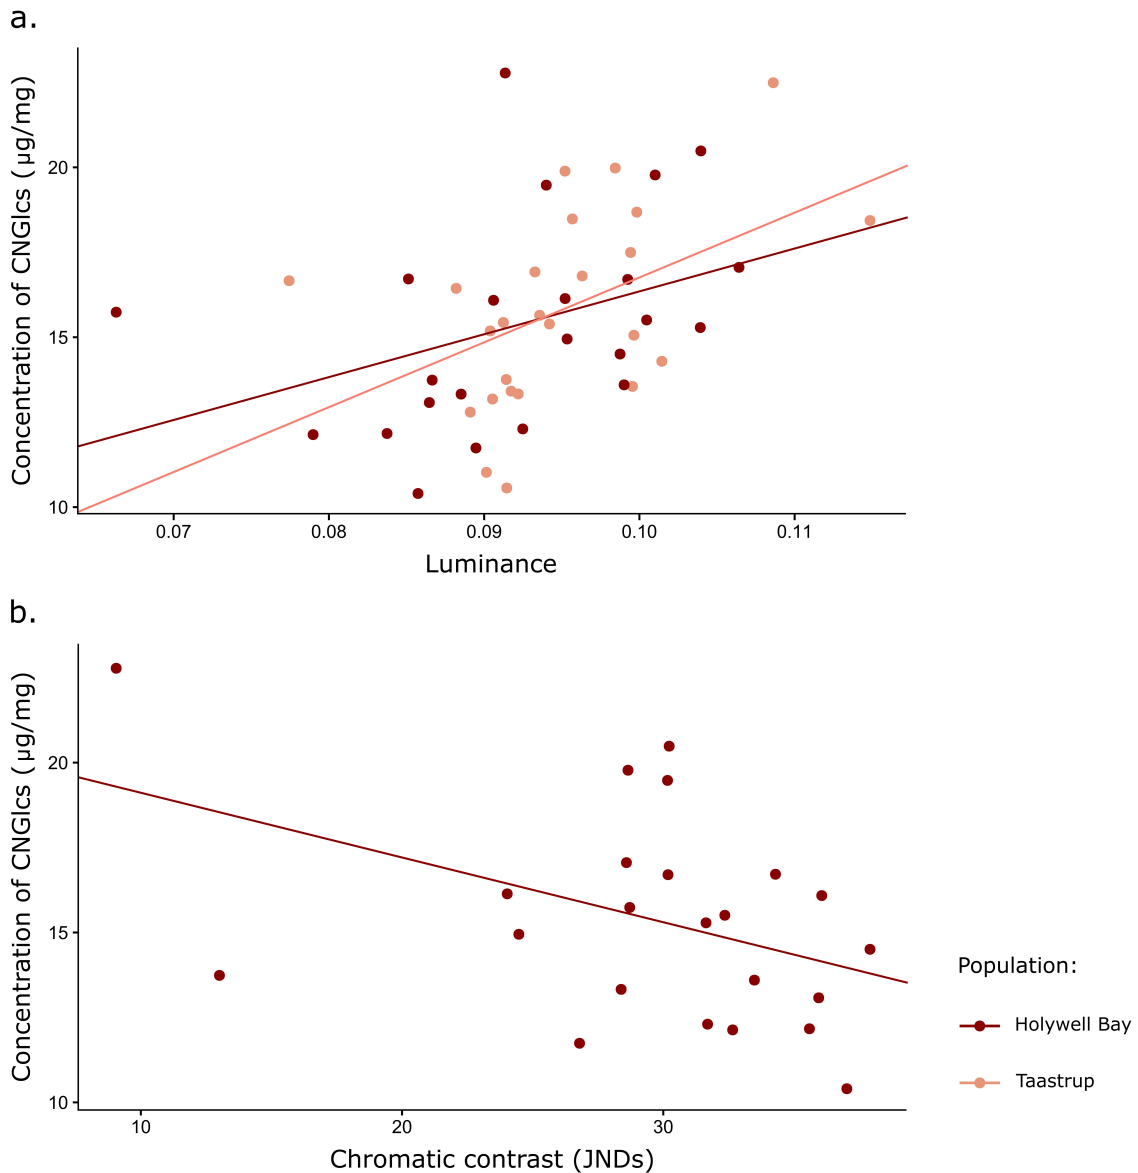 a.
Concentration of CNGlcs (µg/mg)
20
15
10
0.07 0.08 0.09 0.10 0.11
Luminance
b.
Concentration of CNGlcs (µg/mg)
20
15
10
10 20 30
Chromatic contrast (JNDs)
Population:
Holywell Bay
Taastrup